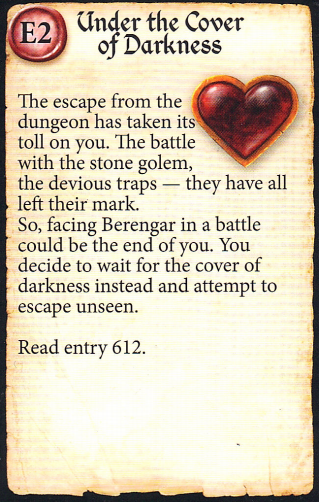 E2
Under the Cover
of Darkness
The escape from the
dungeon has taken its
toll on you. The battle
with the stone golem,
the devious traps — they have all
left their mark.
So, facing Berengar in a battle
could be the end of you. You
decide to wait for the cover of
darkness instead and attempt to
escape unseen.
Read entry 612.